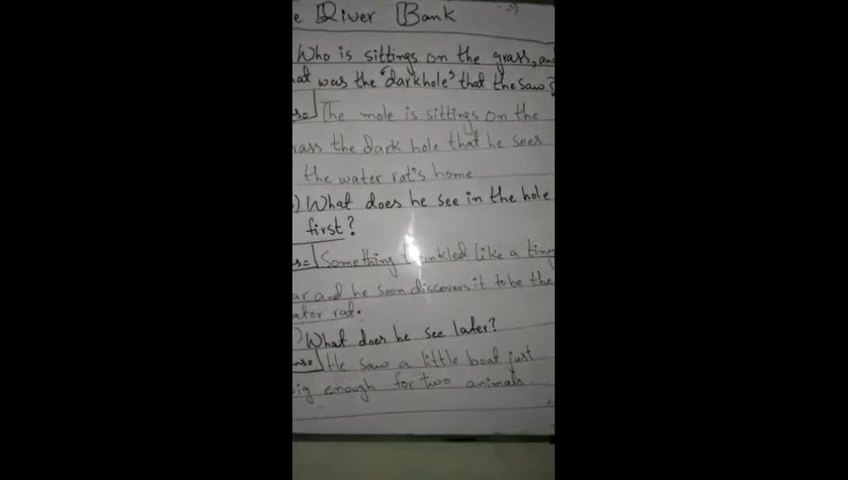 e River Bank
Who is sittings on the grass, an
at was the "darkhole" that the saw?
s= The mole is sittings on the
rass the dark hole that he sees
the water rat's home
) What does he see in the hole
first?
s= Something twinkled like a tiny
ar and he soon discovers it to be the
ater rat.
) What does he see later?
ns= He saw a little boat just
ig enough for two animals